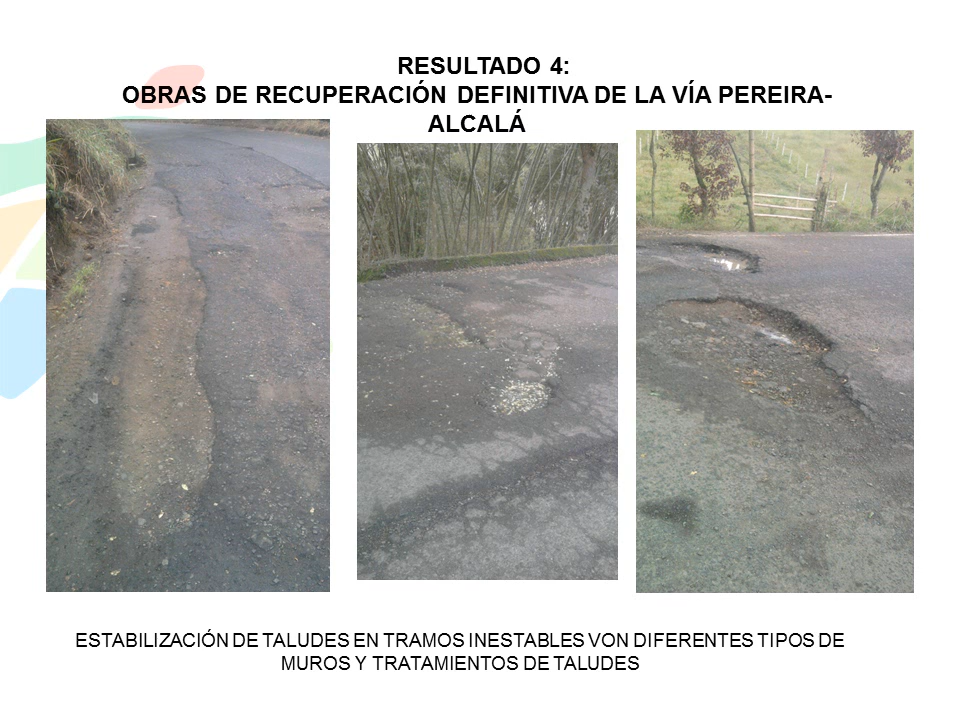 RESULTADO 4:
OBRAS DE RECUPERACIÓN DEFINITIVA DE LA VÍA PEREIRA-
ALCALÁ
ESTABILIZACIÓN DE TALUDES EN TRAMOS INESTABLES VON DIFERENTES TIPOS DE
MUROS Y TRATAMIENTOS DE TALUDES